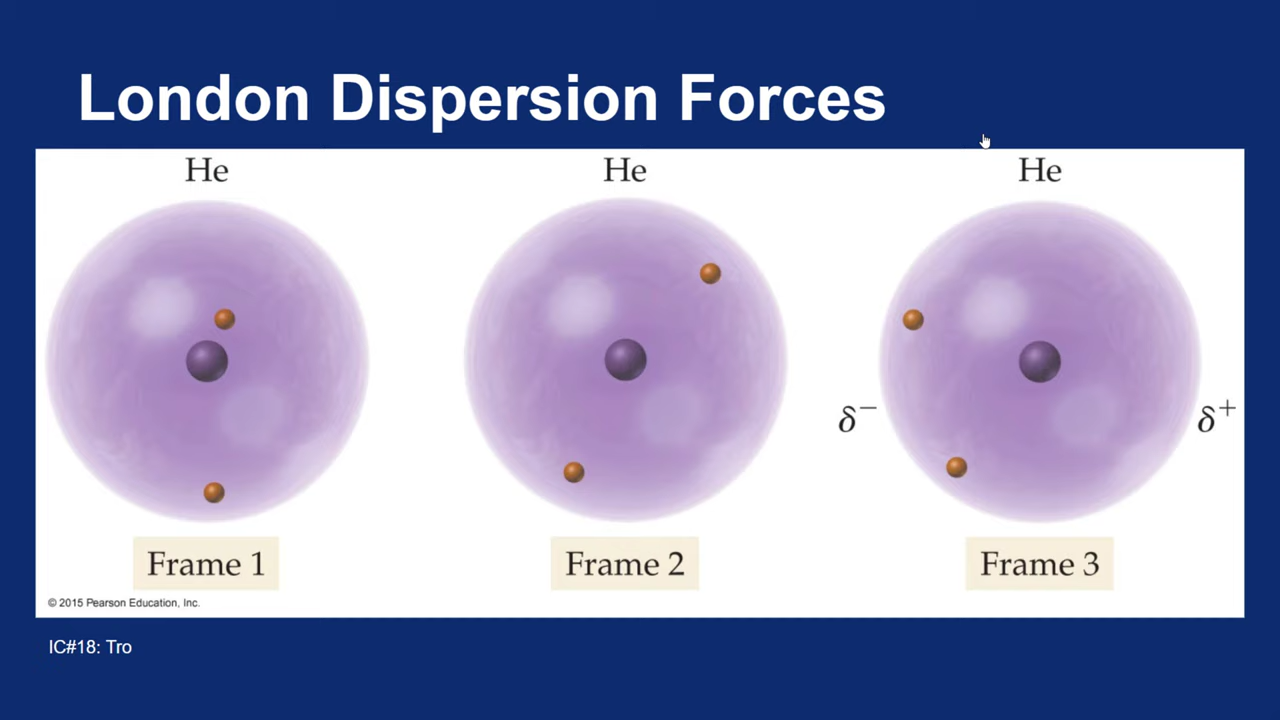 London Dispersion Forces
He He He
δ− δ+
Frame 1 Frame 2 Frame 3
© 2015 Pearson Education, Inc.
IC#18: Tro